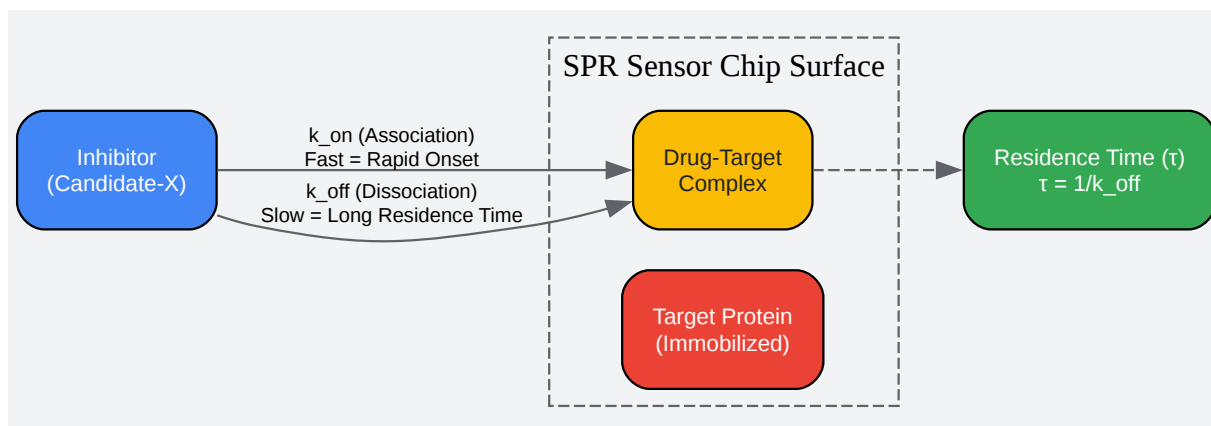 SPR Sensor Chip Surface
Inhibitor
(Candidate-X)
k_on (Association)
Fast = Rapid Onset
k_off (Dissociation)
Slow = Long Residence Time
Drug-Target
Complex
Residence Time (τ)
τ = 1/k_off
Target Protein
(Immobilized)